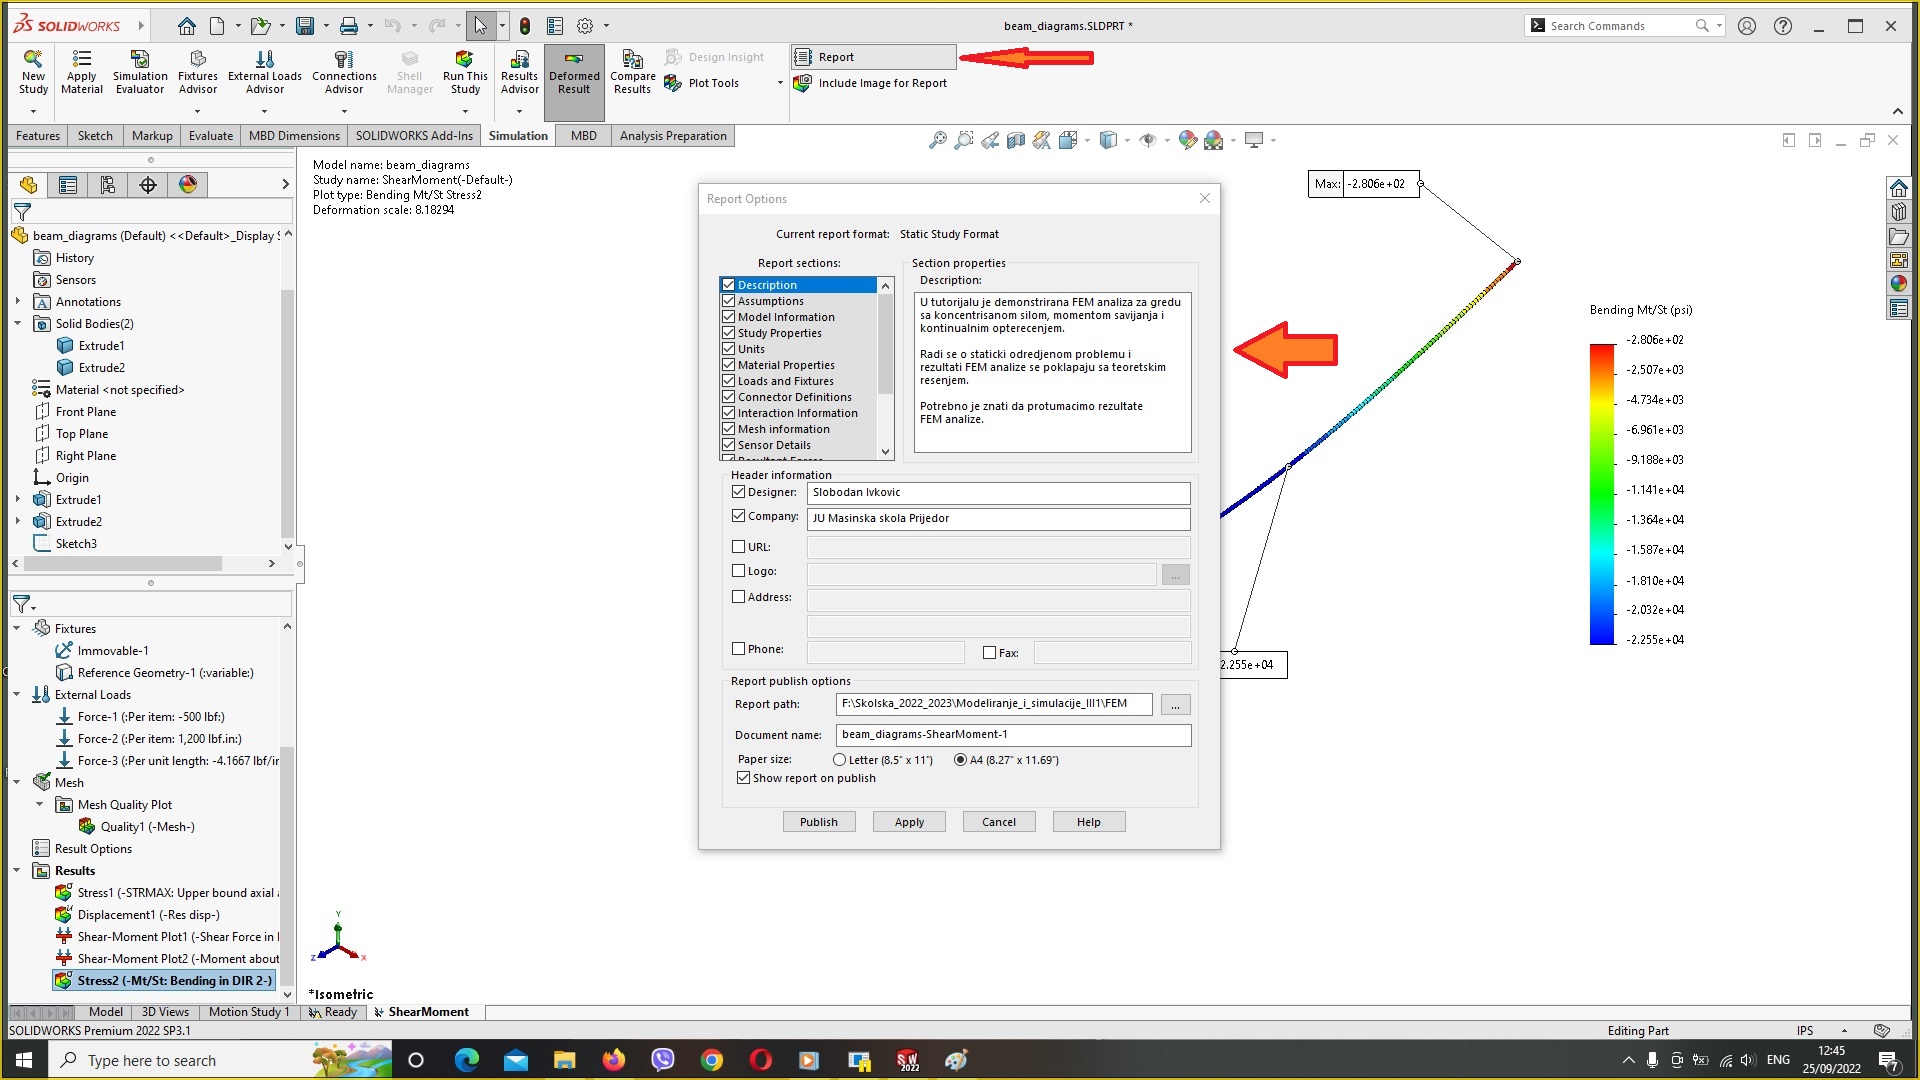 SOLIDWORKS
beam_diagrams.SLDPRT *
Search Commands
New Study
Apply Material
Simulation Evaluator
Fixtures Advisor
External Loads Advisor
Connections Advisor
Shell Manager
Run This Study
Results Advisor
Deformed Result
Compare Results
Design Insight
Plot Tools
Report
Include Image for Report
Features
Sketch
Markup
Evaluate
MBD Dimensions
SOLIDWORKS Add-Ins
Simulation
MBD
Analysis Preparation
beam_diagrams (Default) <<Default>_Display
History
Sensors
Annotations
Solid Bodies(2)
Extrude1
Extrude2
Material <not specified>
Front Plane
Top Plane
Right Plane
Origin
Extrude1
Extrude2
Sketch3
Fixtures
Immovable-1
Reference Geometry-1 (:variable:)
External Loads
Force-1 (:Per item: -500 lbf:)
Force-2 (:Per item: 1,200 lbf.in:)
Force-3 (:Per unit length: -4.1667 lbf/in
Mesh
Mesh Quality Plot
Quality1 (-Mesh-)
Result Options
Results
Stress1 (-STRMAX: Upper bound axial
Displacement1 (-Res disp-)
Shear-Moment Plot1 (-Shear Force in
Shear-Moment Plot2 (-Moment about
Stress2 (-Mt/St: Bending in DIR 2-)
Model name: beam_diagrams
Study name: ShearMoment(-Default-)
Plot type: Bending Mt/St Stress2
Deformation scale: 8.18294
Report Options
Current report format: Static Study Format
Report sections:
Description
Assumptions
Model Information
Study Properties
Units
Material Properties
Loads and Fixtures
Connector Definitions
Interaction Information
Mesh information
Sensor Details
Section properties
Description:
U tutorijalu je demonstrirana FEM analiza za gredu
sa koncentrisanom silom, momentom savijanja i
kontinualnim opterecenjem.
Radi se o staticki odredjenom problemu i
rezultati FEM analize se poklapaju sa teoretskim
resenjem.
Potrebno je znati da protumacimo rezultate
FEM analize.
Header information
Designer: Slobodan Ivkovic
Company: JU Masinska skola Prijedor
URL:
Logo:
...
Address:
Phone:
Fax:
Report publish options
Report path: F:\Skolska_2022_2023\Modeliranje_i_simulacije_III1\FEM
...
Document name: beam_diagrams-ShearMoment-1
Paper size: Letter (8.5" x 11") A4 (8.27" x 11.69")
Show report on publish
Publish
Apply
Cancel
Help
Max: -2.806e+02
2.255e+04
Bending Mt/St (psi)
-2.806e+02
-2.507e+03
-4.734e+03
-6.961e+03
-9.188e+03
-1.141e+04
-1.364e+04
-1.587e+04
-1.810e+04
-2.032e+04
-2.255e+04
Y
Z
X
*Isometric
Model
3D Views
Motion Study 1
Ready
ShearMoment
SOLIDWORKS Premium 2022 SP3.1
Editing Part
IPS
Type here to search
SW 2022
ENG
12:45
25/09/2022
7